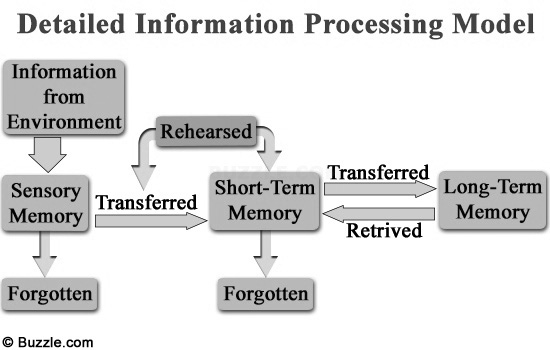 Detailed Information Processing Model
Information
from
Environment
Rehearsed
Sensory
Memory
Transferred
Short-Term
Memory
Transferred
Retrived
Long-Term
Memory
Forgotten
Forgotten
© Buzzle.com